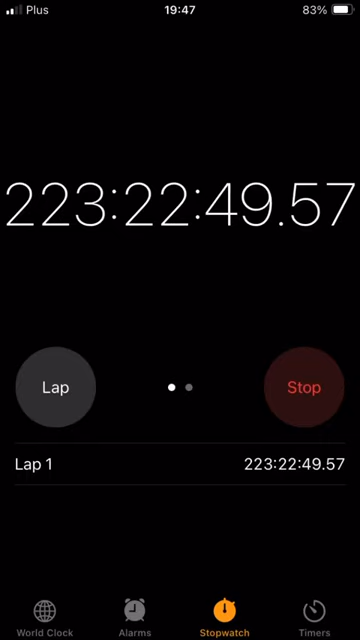 Plus 19:47 83%
223:22:49.57
Lap Stop
Lap 1 223:22:49.57
World Clock Alarms Stopwatch Timers